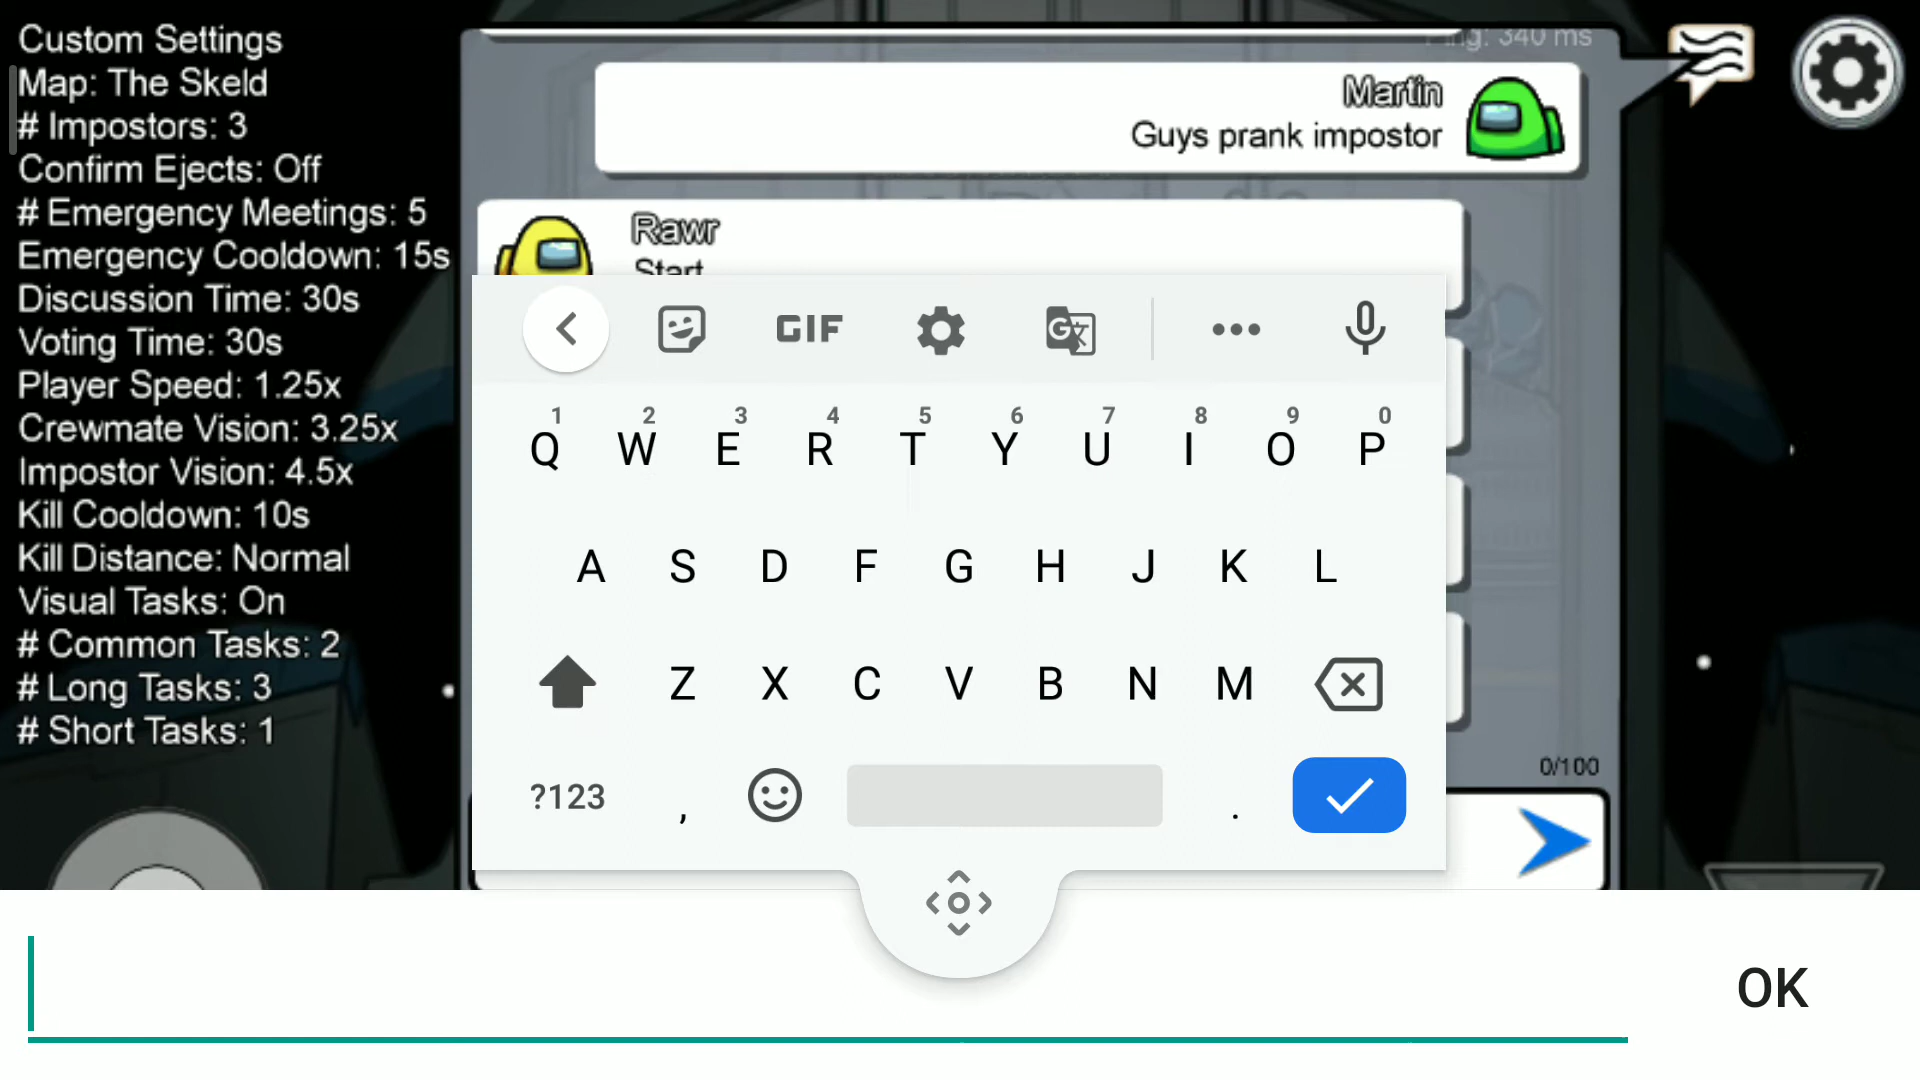 Custom Settings
Map: The Skeld
# Impostors: 3
Confirm Ejects: Off
# Emergency Meetings: 5
Emergency Cooldown: 15s
Discussion Time: 30s
Voting Time: 30s
Player Speed: 1.25x
Crewmate Vision: 3.25x
Impostor Vision: 4.5x
Kill Cooldown: 10s
Kill Distance: Normal
Visual Tasks: On
# Common Tasks: 2
# Long Tasks: 3
# Short Tasks: 1
Ping: 340 ms
Martin
Guys prank impostor
Rawr
Start
GIF
G
1 2 3 4 5 6 7 8 9 0
Q W E R T Y U I O P
A S D F G H J K L
Z X C V B N M
?123 , .
0/100
OK